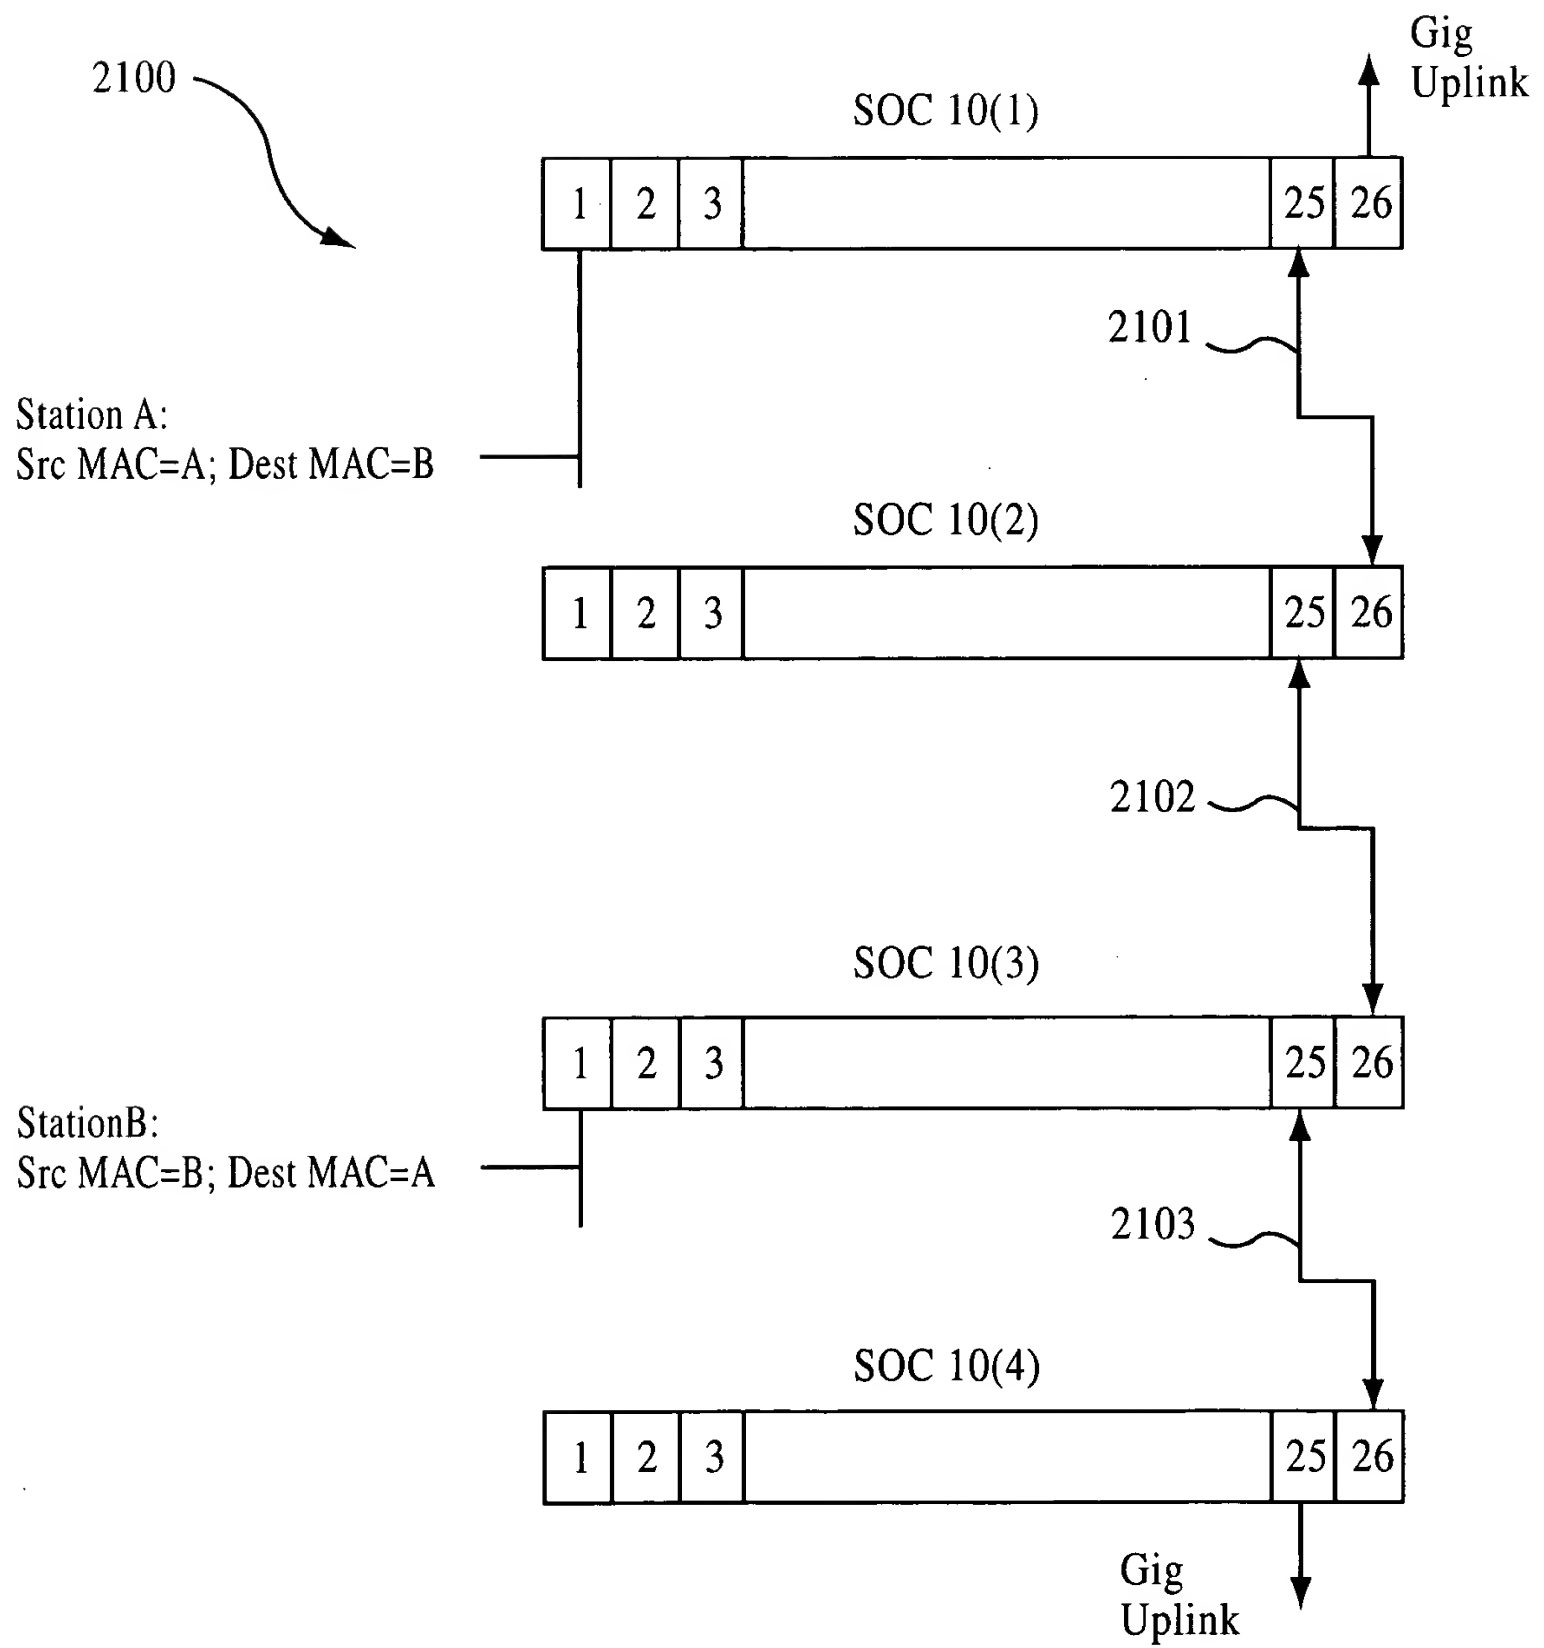 Gig
Uplink
2100
SOC 10(1)
1 2 3 25 26
2101
Station A:
Src MAC=A; Dest MAC=B
SOC 10(2)
1 2 3 25 26
2102
SOC 10(3)
1 2 3 25 26
StationB:
Src MAC=B; Dest MAC=A
2103
SOC 10(4)
1 2 3 25 26
Gig
Uplink